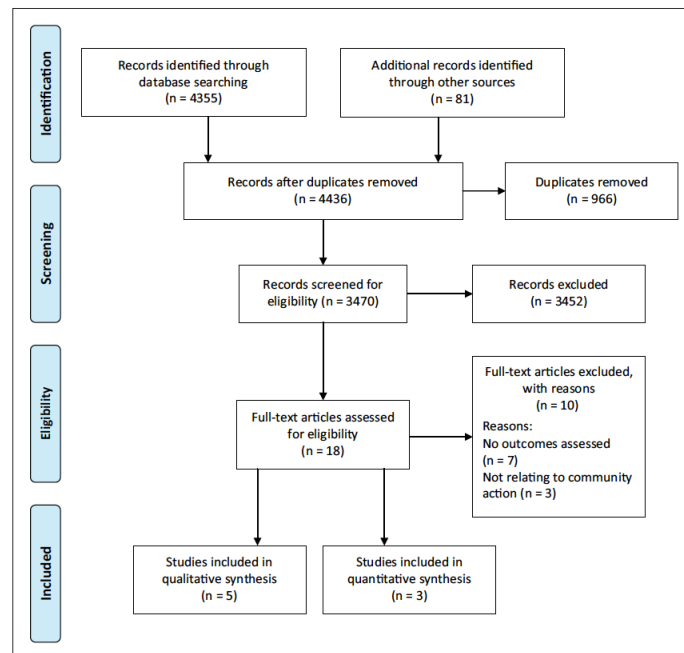 Identification
Records identified through
database searching
(n = 4355)
Additional records identified
through other sources
(n = 81)
Records after duplicates removed
(n = 4436)
Duplicates removed
(n = 966)
Screening
Records screened for
eligibility (n = 3470)
Records excluded
(n = 3452)
Eligibility
Full-text articles assessed
for eligibility
(n = 18)
Full-text articles excluded,
with reasons
(n = 10)
Reasons:
No outcomes assessed
(n = 7)
Not relating to community
action (n = 3)
Included
Studies included in
qualitative synthesis
(n = 5)
Studies included in
quantitative synthesis
(n = 3)